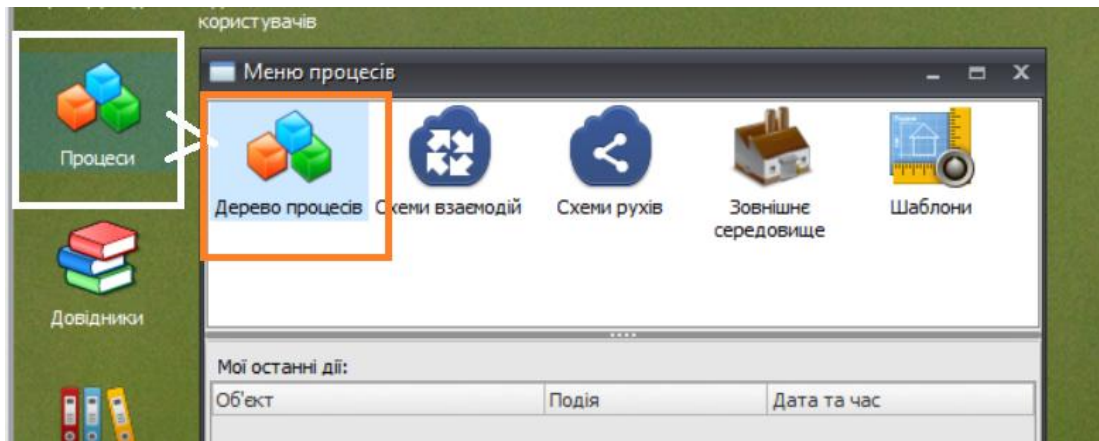 користувачів
Меню процесів
Процеси
Дерево процесів
Схеми взаємодій
Схеми рухів
Зовнішнє
середовище
Шаблони
Довідники
Мої останні дії:
Об'єкт Подія Дата та час